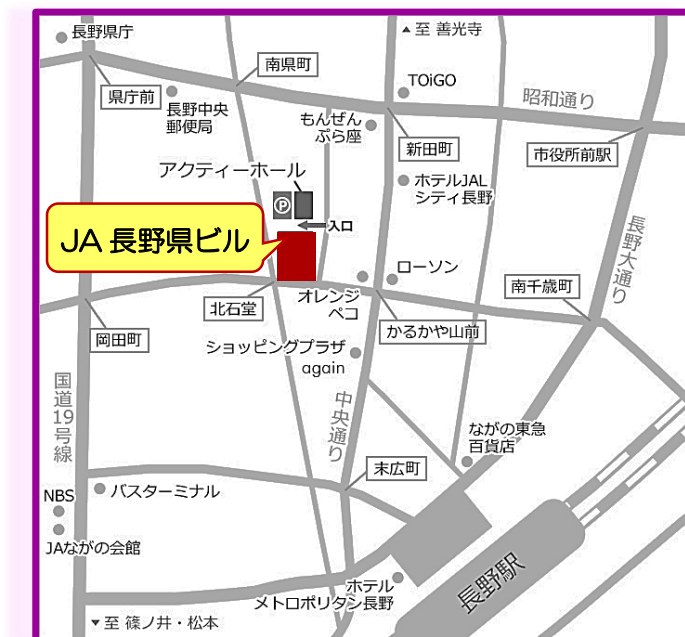 長野県庁
▲至 善光寺
南県町
県庁前
TOiGO
昭和通り
長野中央
郵便局
もんぜん
ぷら座
新田町
市役所前駅
アクティーホール
ホテルJAL
シティ長野
P
入口
JA 長野県ビル
長野大通り
ローソン
南千歳町
北石堂
オレンジ
ペコ
岡田町
かるかや山前
ショッピングプラザ
again
国道19号線
中央通り
ながの東急
百貨店
末広町
NBS
バスターミナル
JAながの会館
長野駅
ホテル
メトロポリタン長野
▼至 篠ノ井・松本